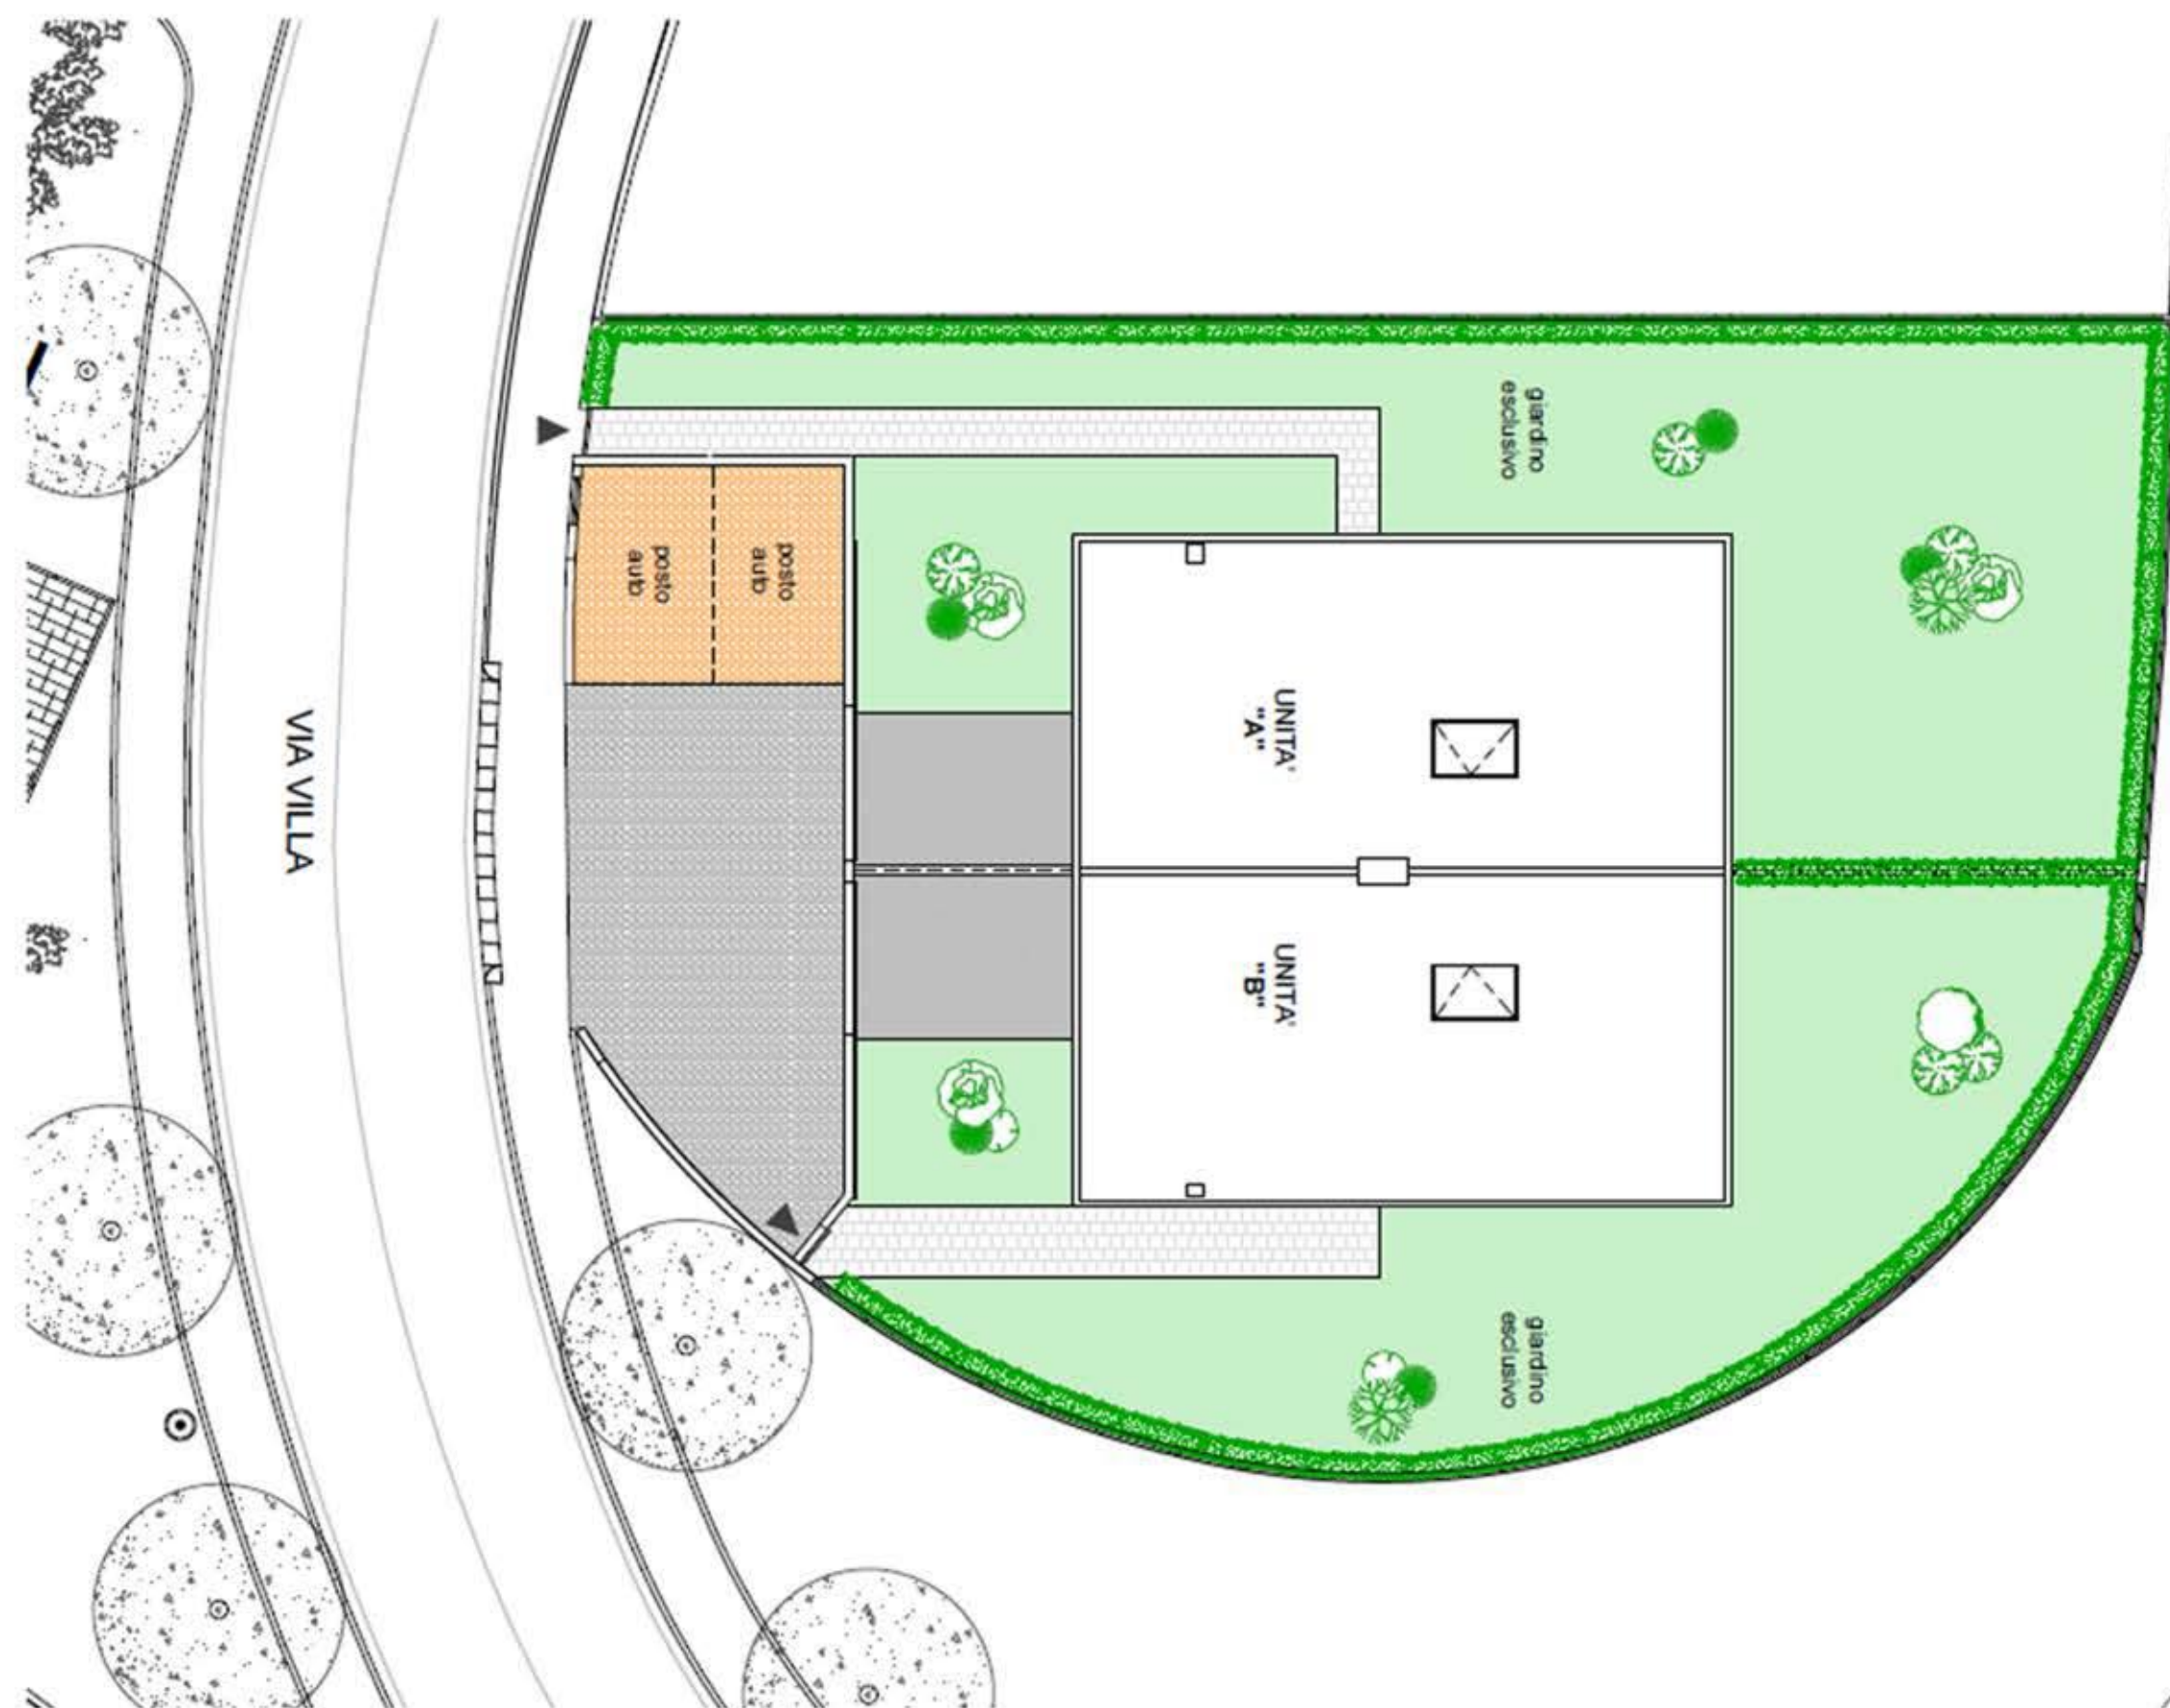 VIA VILLA
posto
auto
posto
auto
giardino
esclusivo
UNITA'
"A"
UNITA'
"B"
giardino
esclusivo